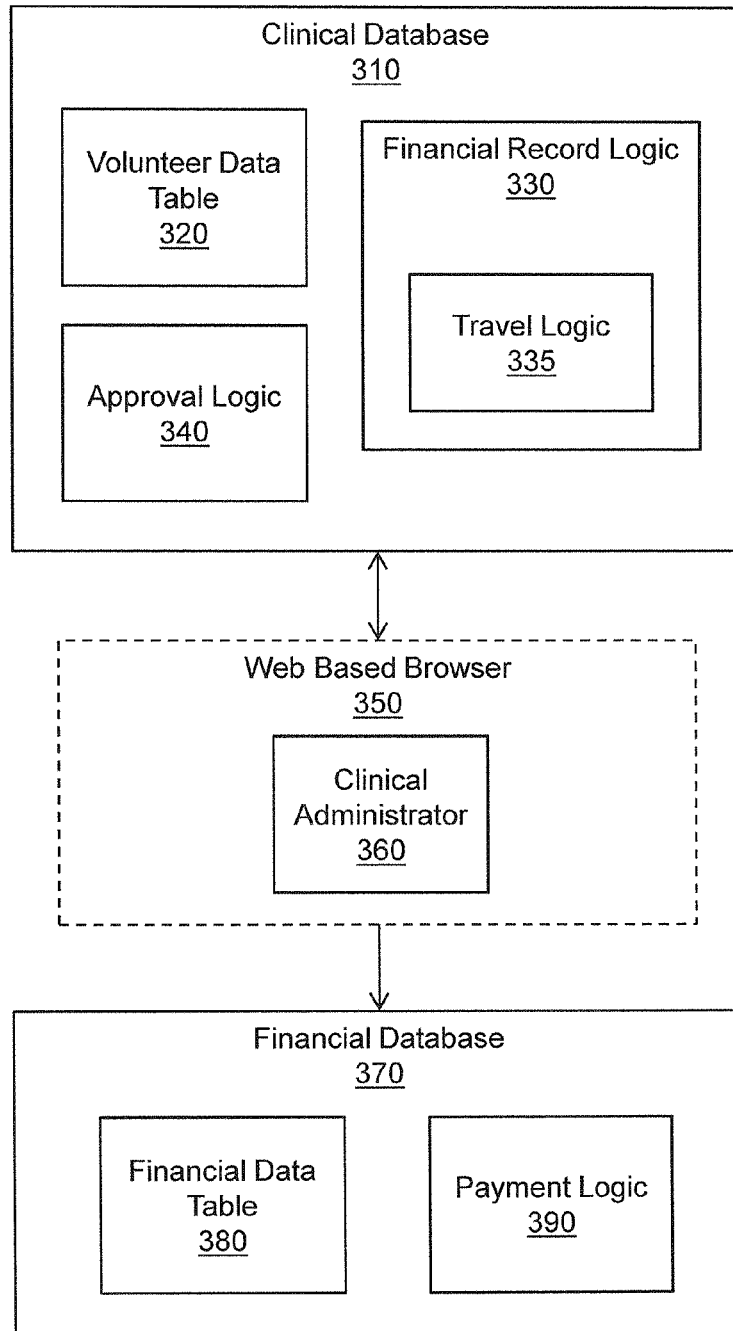 Clinical Database
310
Volunteer Data
Table
320
Financial Record Logic
330
Travel Logic
335
Approval Logic
340
Web Based Browser
350
Clinical
Administrator
360
Financial Database
370
Financial Data
Table
380
Payment Logic
390